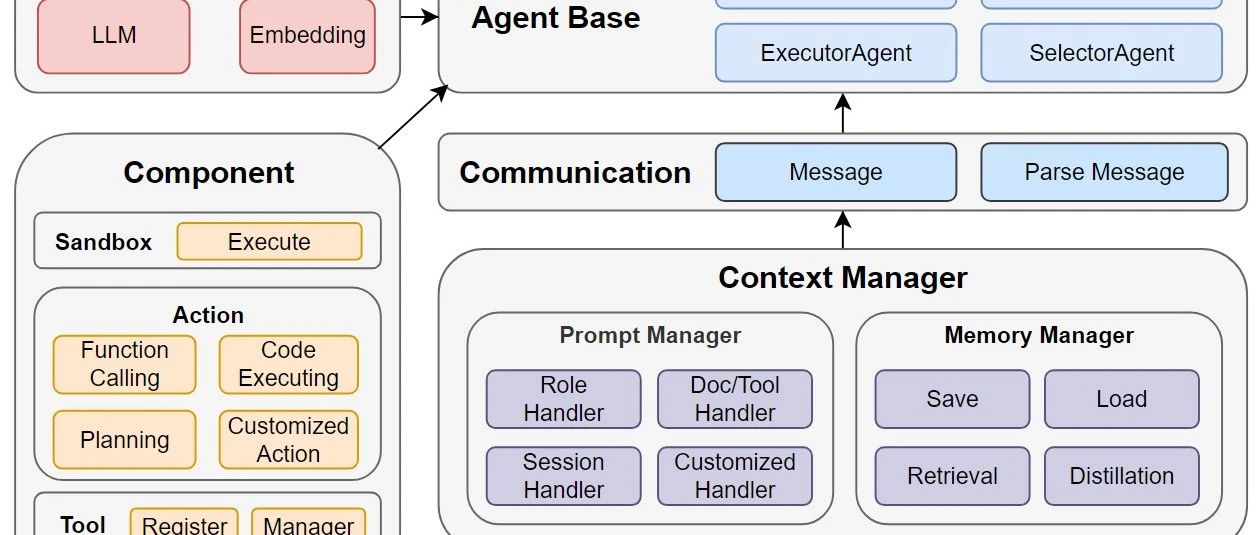 LLM
Embedding
Agent Base
ExecutorAgent
SelectorAgent
Component
Sandbox
Execute
Action
Function
Calling
Code
Executing
Planning
Customized
Action
Tool
Register
Manager
Communication
Message
Parse Message
Context Manager
Prompt Manager
Role
Handler
Doc/Tool
Handler
Session
Handler
Customized
Handler
Memory Manager
Save
Load
Retrieval
Distillation